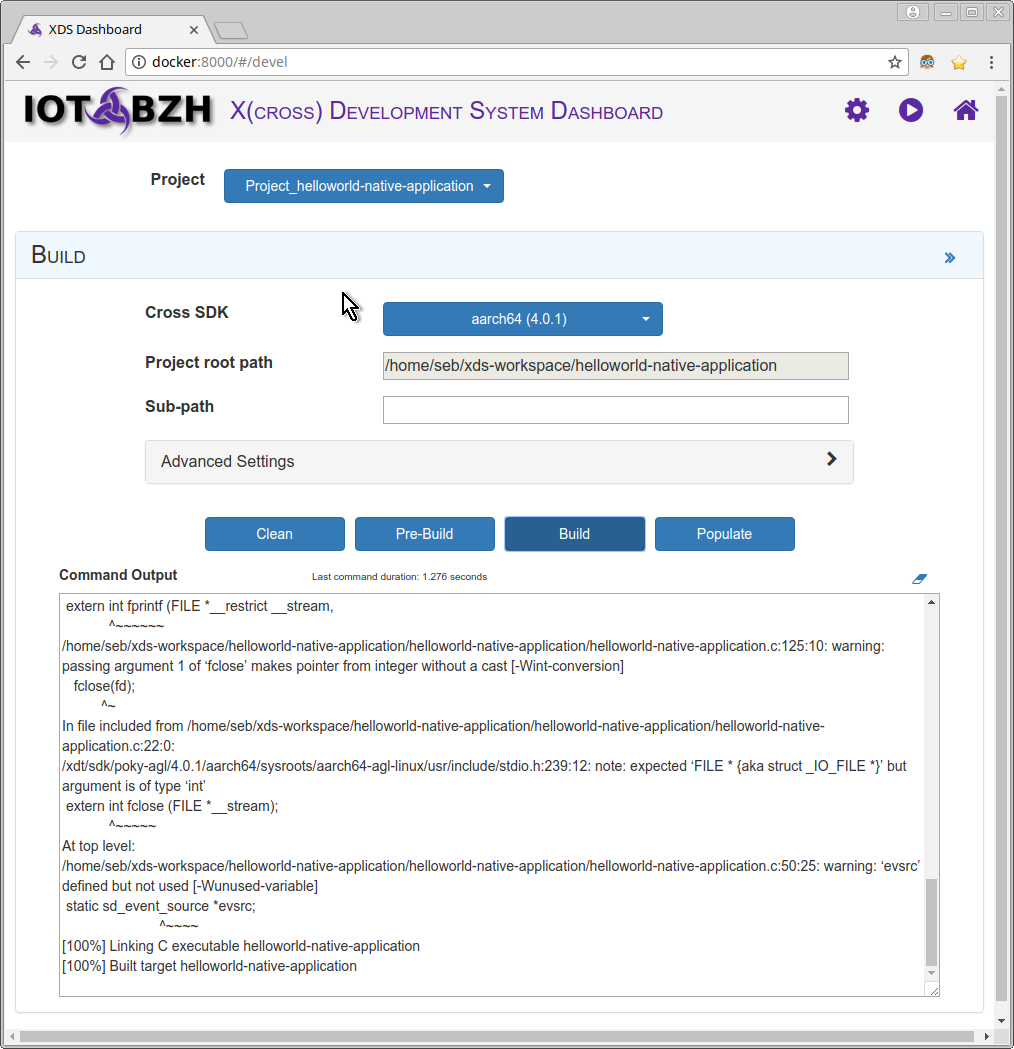 XDS Dashboard
docker:8000/#/devel
IOT BZH X(cross) Development System Dashboard
Project Project_helloworld-native-application
Build
Cross SDK aarch64 (4.0.1)
Project root path /home/seb/xds-workspace/helloworld-native-application
Sub-path
Advanced Settings
Clean Pre-Build Build Populate
Command Output Last command duration: 1.276 seconds
extern int fprintf (FILE *__restrict __stream,
^~~~~~~
/home/seb/xds-workspace/helloworld-native-application/helloworld-native-application/helloworld-native-application.c:125:10: warning:
passing argument 1 of ‘fclose’ makes pointer from integer without a cast [-Wint-conversion]
fclose(fd);
^~
In file included from /home/seb/xds-workspace/helloworld-native-application/helloworld-native-application/helloworld-native-
application.c:22:0:
/xdt/sdk/poky-agl/4.0.1/aarch64/sysroots/aarch64-agl-linux/usr/include/stdio.h:239:12: note: expected ‘FILE * {aka struct _IO_FILE *}’ but
argument is of type ‘int’
extern int fclose (FILE *__stream);
^~~~~~
At top level:
/home/seb/xds-workspace/helloworld-native-application/helloworld-native-application/helloworld-native-application.c:50:25: warning: ‘evsrc’
defined but not used [-Wunused-variable]
static sd_event_source *evsrc;
^~~~~
[100%] Linking C executable helloworld-native-application
[100%] Built target helloworld-native-application